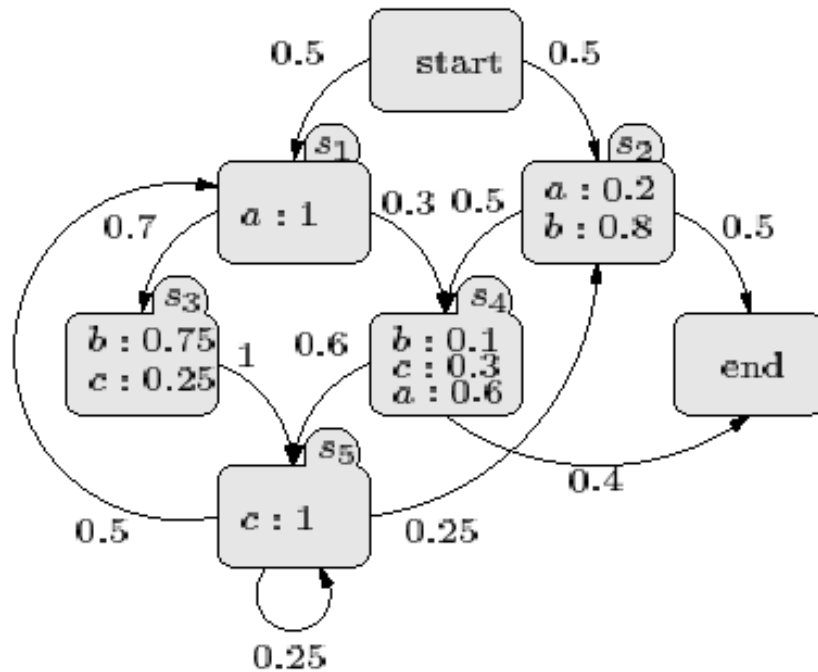 start
0.5
0.5
s1
s2
a : 1
a : 0.2
b : 0.8
0.7
0.3
0.5
0.5
s3
s4
b : 0.75
c : 0.25
1
0.6
b : 0.1
c : 0.3
a : 0.6
end
s5
c : 1
0.4
0.5
0.25
0.25